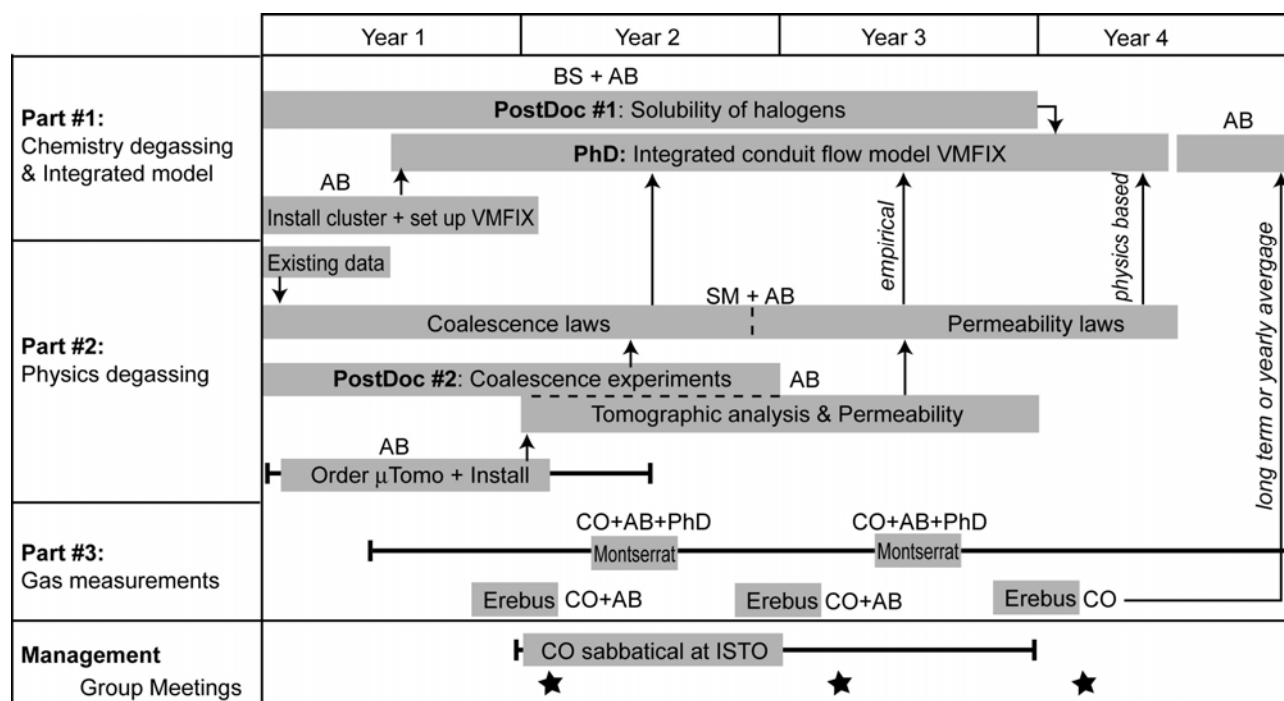 Year 1
Year 2
Year 3
Year 4
Part #1:
Chemistry degassing
& Integrated model
BS + AB
PostDoc #1: Solubility of halogens
AB
PhD: Integrated conduit flow model VMFIX
AB
Install cluster + set up VMFIX
empirical
physics based
long term or yearly avergage
Part #2:
Physics degassing
Existing data
SM + AB
Coalescence laws
Permeability laws
PostDoc #2: Coalescence experiments
AB
Tomographic analysis & Permeability
AB
Order μTomo + Install
Part #3:
Gas measurements
CO+AB+PhD
CO+AB+PhD
Montserrat
Montserrat
Erebus CO+AB
Erebus CO+AB
Erebus CO
Management
Group Meetings
CO sabbatical at ISTO